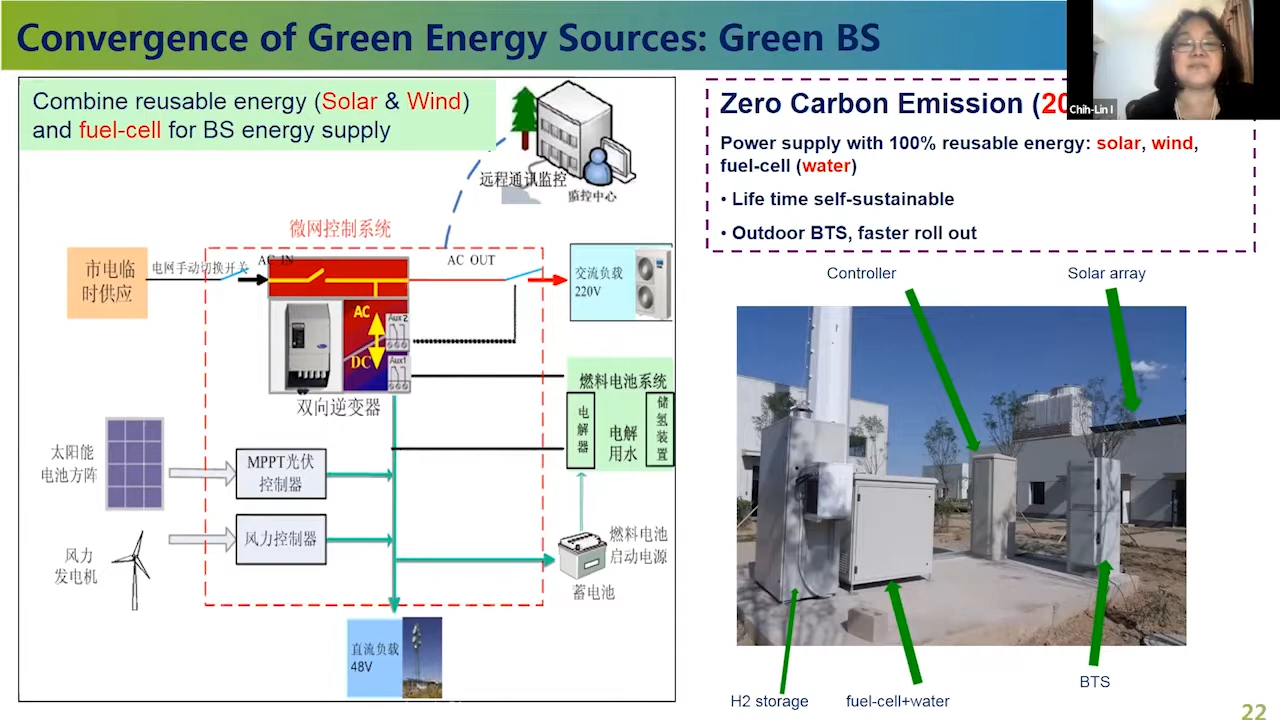 Convergence of Green Energy Sources: Green BS
Chih-Lin I
Combine reusable energy (Solar & Wind)
and fuel-cell for BS energy supply
远程通讯监控
监控中心
微网控制系统
市电临
时供应
电网手动切换开关
AC IN
AC OUT
交流负载
220V
AC
DC
Aux2
Aux1
双向逆变器
燃料电池系统
电解器
电解
用水
储氢装置
太阳能
电池方阵
MPPT光伏
控制器
风力
发电机
风力控制器
燃料电池
启动电源
蓄电池
直流负载
48V
Zero Carbon Emission (20
Power supply with 100% reusable energy: solar, wind,
fuel-cell (water)
• Life time self-sustainable
• Outdoor BTS, faster roll out
Controller
Solar array
H2 storage
fuel-cell+water
BTS
22